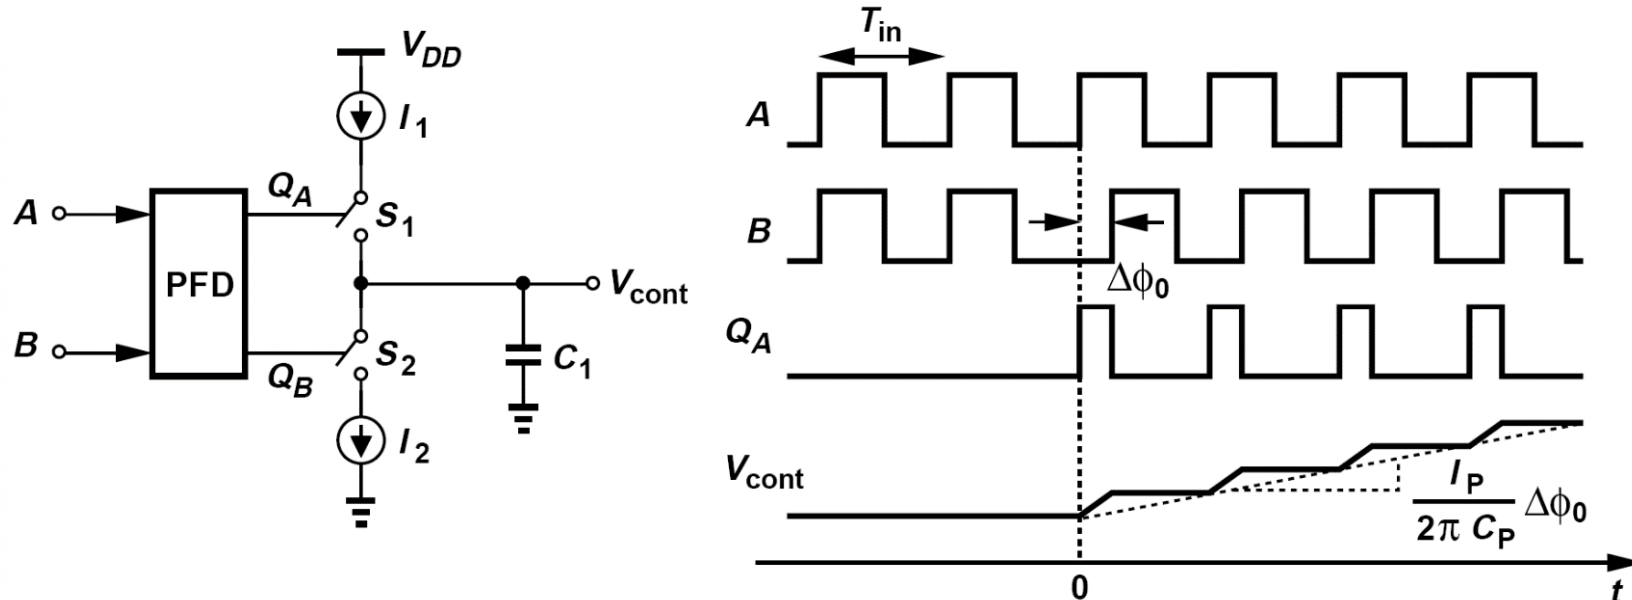 V_DD
I_1
Q_A
A
S_1
PFD
V_cont
B
S_2
Q_B
C_1
I_2
T_in
A
B
Δϕ_0
Q_A
V_cont
I_P / 2π C_P Δϕ_0
0
t